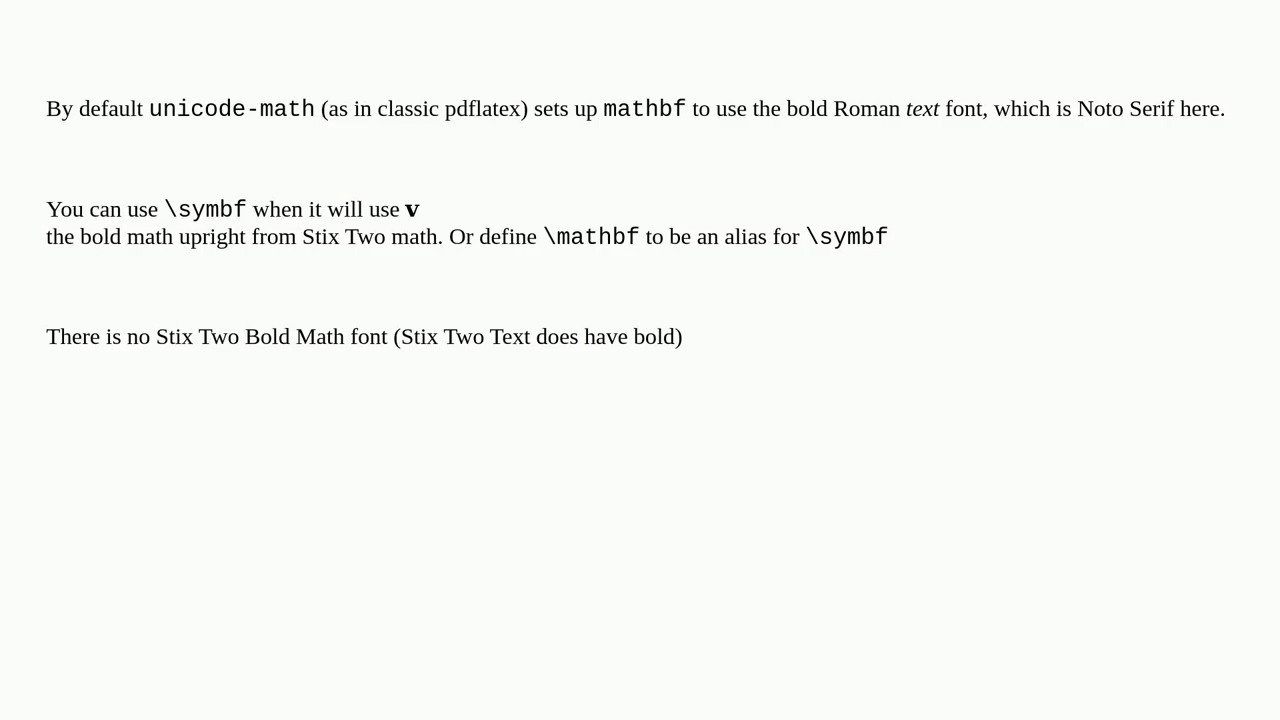 By default unicode-math (as in classic pdflatex) sets up mathbf to use the bold Roman text font, which is Noto Serif here.
You can use \symbf when it will use 𝐯
the bold math upright from Stix Two math. Or define \mathbf to be an alias for \symbf
There is no Stix Two Bold Math font (Stix Two Text does have bold)